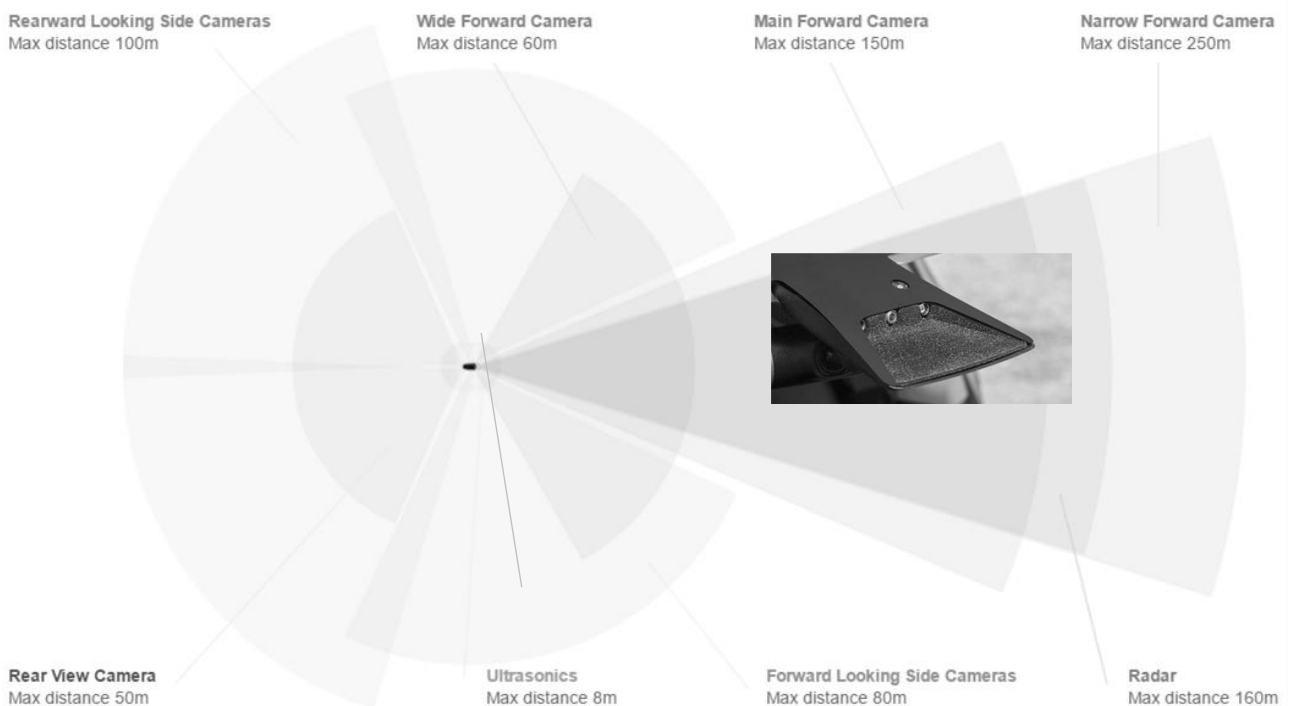 Rearward Looking Side Cameras
Max distance 100m
Wide Forward Camera
Max distance 60m
Main Forward Camera
Max distance 150m
Narrow Forward Camera
Max distance 250m
Rear View Camera
Max distance 50m
Ultrasonics
Max distance 8m
Forward Looking Side Cameras
Max distance 80m
Radar
Max distance 160m